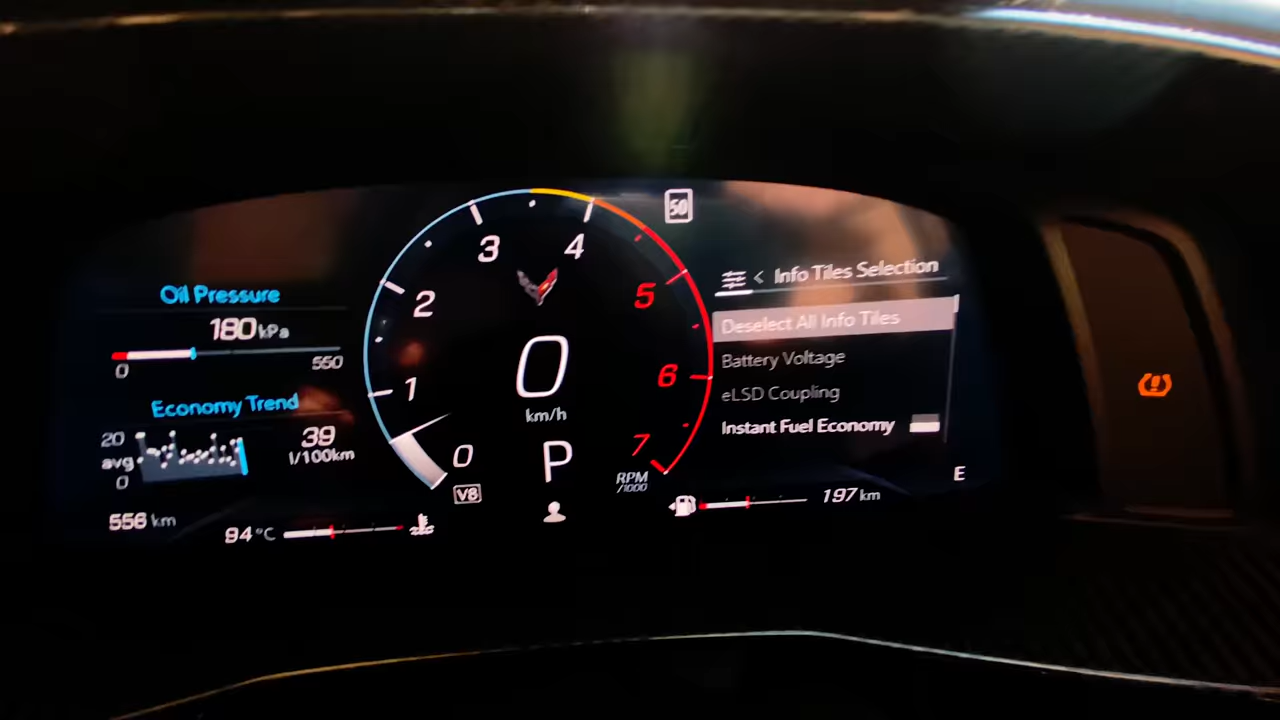 50
Oil Pressure
180 kPa
0
550
Economy Trend
20
avg
0
39
l/100km
556 km
94 °C
0
1
2
3
4
5
6
7
RPM
/1000
0
km/h
P
V8
Info Tiles Selection
Deselect All Info Tiles
Battery Voltage
eLSD Coupling
Instant Fuel Economy
E
197 km